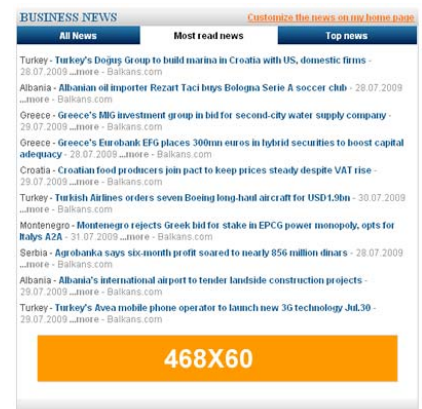 BUSINESS NEWS Customize the news on my home page
All News Most read news Top news
Turkey - Turkey's Doğuş Group to build marina in Croatia with US, domestic firms -
28.07.2009 ...more - Balkans.com
Albania - Albanian oil importer Rezart Taci buys Bologna Serie A soccer club - 28.07.2009
...more - Balkans.com
Greece - Greece's MIG investment group in bid for second-city water supply company -
29.07.2009 ...more - Balkans.com
Greece - Greece's Eurobank EFG places 300mn euros in hybrid securities to boost capital
adequacy - 28.07.2009 ...more - Balkans.com
Croatia - Croatian food producers join pact to keep prices steady despite VAT rise -
29.07.2009 ...more - Balkans.com
Turkey - Turkish Airlines orders seven Boeing long-haul aircraft for USD1.9bn - 30.07.2009
...more - Balkans.com
Montenegro - Montenegro rejects Greek bid for stake in EPCG power monopoly, opts for
Italys A2A - 31.07.2009 ...more - Balkans.com
Serbia - Agrobanka says six-month profit soared to nearly 856 million dinars - 28.07.2009
...more - Balkans.com
Albania - Albania's international airport to tender landside construction projects -
29.07.2009 ...more - Balkans.com
Turkey - Turkey's Avea mobile phone operator to launch new 3G technology Jul.30 -
29.07.2009 ...more - Balkans.com
468X60